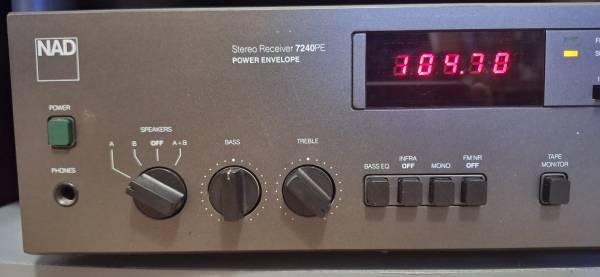 NAD
Stereo Receiver 7240PE
POWER ENVELOPE
104.70
POWER
SPEAKERS
A
B
OFF
A+B
BASS
TREBLE
BASS EQ
INFRA
OFF
MONO
FM NR
OFF
TAPE
MONITOR
PHONES